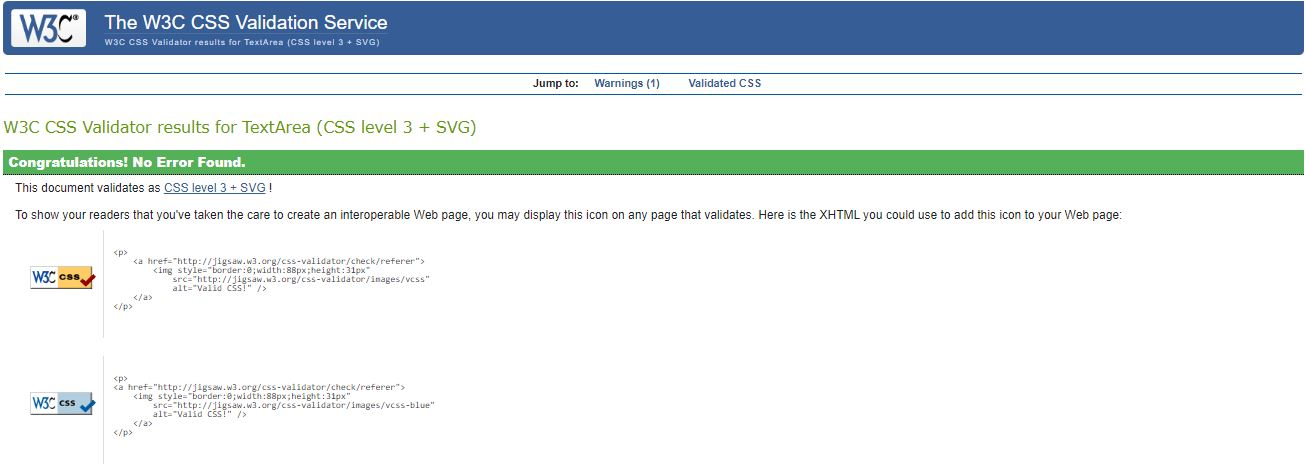 W3C® The W3C CSS Validation Service
W3C CSS Validator results for TextArea (CSS level 3 + SVG)
Jump to: Warnings (1) Validated CSS
W3C CSS Validator results for TextArea (CSS level 3 + SVG)
Congratulations! No Error Found.
This document validates as CSS level 3 + SVG !
To show your readers that you've taken the care to create an interoperable Web page, you may display this icon on any page that validates. Here is the XHTML you could use to add this icon to your Web page:
W3C css
<p>
<a href="http://jigsaw.w3.org/css-validator/check/referer">
<img style="border:0;width:88px;height:31px"
src="http://jigsaw.w3.org/css-validator/images/vcss"
alt="Valid CSS!" />
</a>
</p>
W3C css
<p>
<a href="http://jigsaw.w3.org/css-validator/check/referer">
<img style="border:0;width:88px;height:31px"
src="http://jigsaw.w3.org/css-validator/images/vcss-blue"
alt="Valid CSS!" />
</a>
</p>